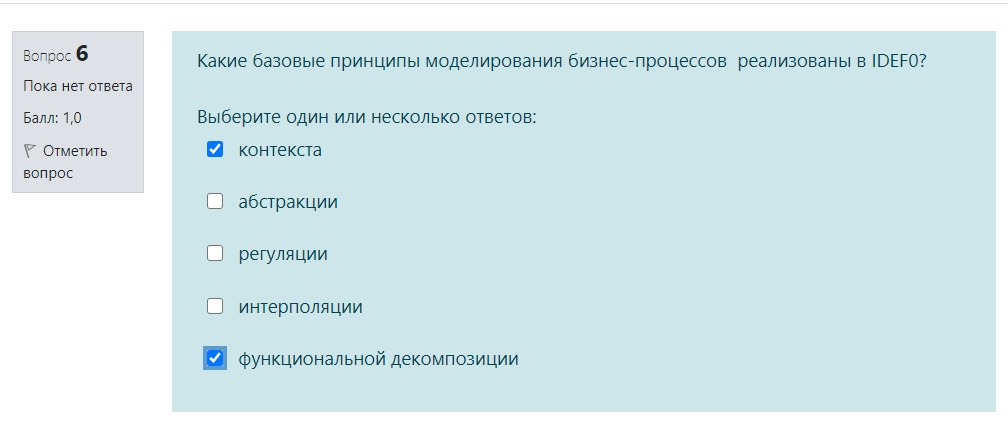 Вопрос 6
Пока нет ответа
Балл: 1,0
Отметить
вопрос
Какие базовые принципы моделирования бизнес-процессов реализованы в IDEF0?
Выберите один или несколько ответов:
контекста
абстракции
регуляции
интерполяции
функциональной декомпозиции